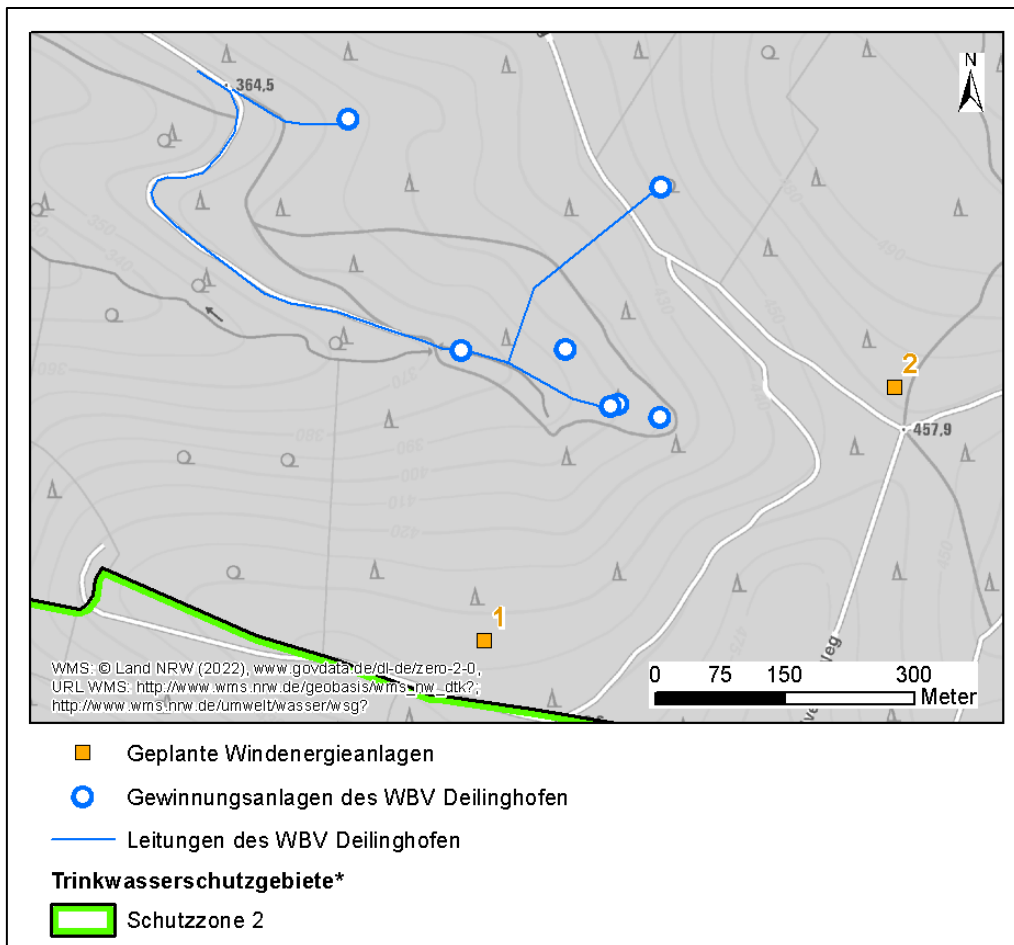 N
364,5
350
340
490
430
2
370
360
457,9
380
380
400
410
420
1
WMS: © Land NRW (2022), www.govdata.de/dl-de/zero-2-0,
URL WMS: http://www.wms.nrw.de/geobasis/wms_nw_dtk?;
http://www.wms.nrw.de/umwelt/wasser/wsg?
0 75 150 300
Meter
Geplante Windenergieanlagen
Gewinnungsanlagen des WBV Deilinghofen
Leitungen des WBV Deilinghofen
Trinkwasserschutzgebiete*
Schutzzone 2